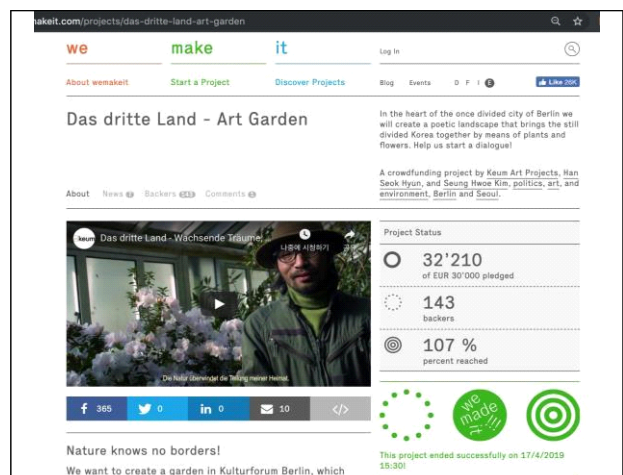 makeit.com/projects/das-dritte-land-art-garden
we make it
Log In
About wemakeit Start a Project Discover Projects
Blog Events D F I E
Like 26K
Das dritte Land - Art Garden
In the heart of the once divided city of Berlin we
will create a poetic landscape that brings the still
divided Korea together by means of plants and
flowers. Help us start a dialogue!
A crowdfunding project by Keum Art Projects, Han
Seok Hyun, and Seung Hwoe Kim, politics, art, and
environment, Berlin and Seoul.
About News Backers 143 Comments
keum
Das dritte Land - Wachsende Träume,
나중에 시청하기
Die Natur überwindet die Teilung meiner Heimat.
365 0 in 0 10 </>
Project Status
32'210
of EUR 30'000 pledged
143
backers
107 %
percent reached
we
made
it!!!
This project ended successfully on 17/4/2019
15:30!
Nature knows no borders!
We want to create a garden in Kulturforum Berlin, which